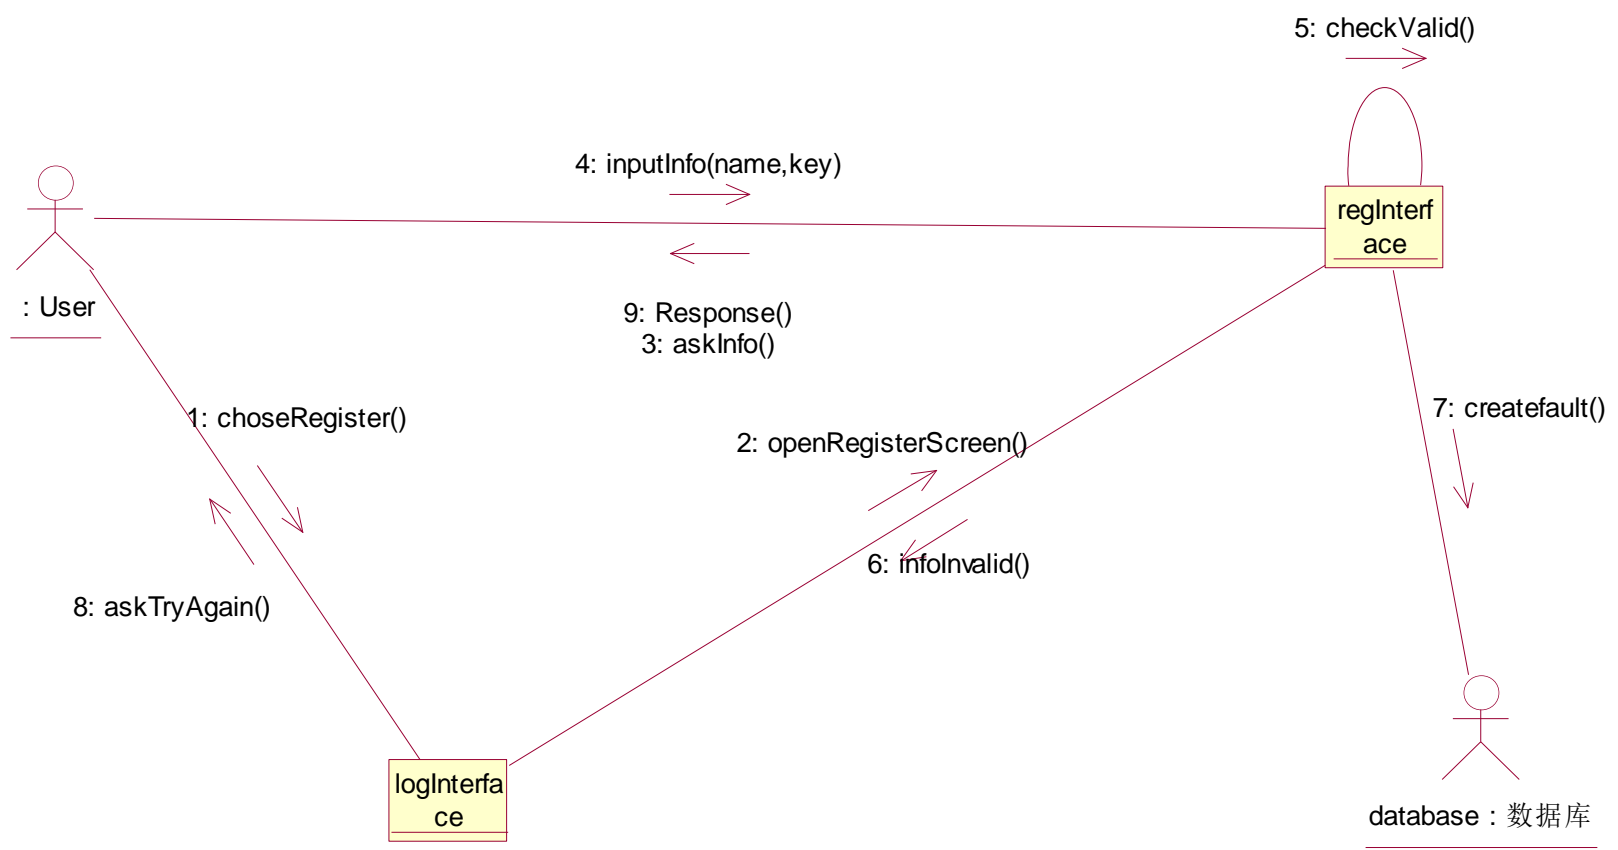 5: checkValid()
4: inputInfo(name,key)
regInterf
ace
: User
9: Response()
3: askInfo()
1: choseRegister()
7: createfault()
2: openRegisterScreen()
6: infoInvalid()
8: askTryAgain()
logInterfa
ce
database : 数据库